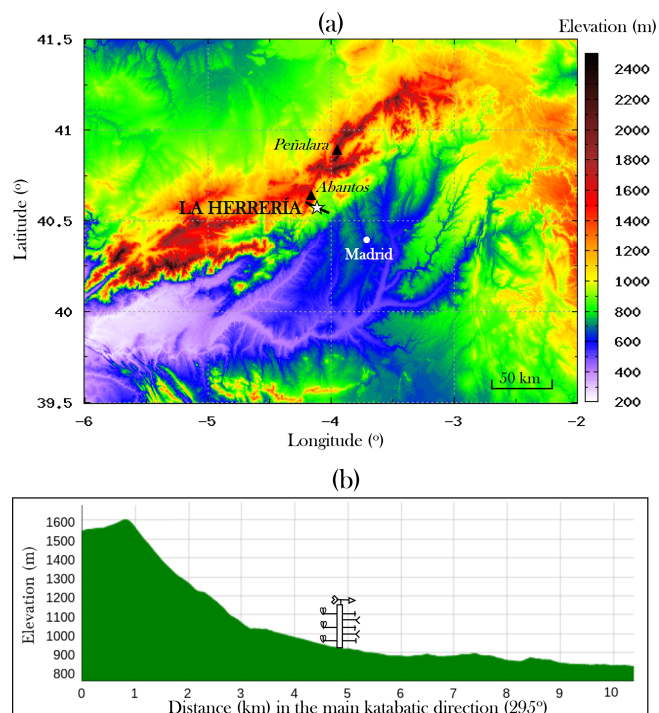 (a)
Elevation (m)
41.5
41
40.5
40
39.5
Latitude (º)
Peñalara
Abantos
LA HERRERÍA
Madrid
50 km
2400
2200
2000
1800
1600
1400
1200
1000
800
600
400
200
−6 −5 −4 −3 −2
Longitude (º)
(b)
1600
1500
1400
1300
1200
1100
1000
900
800
Elevation (m)
0 1 2 3 4 5 6 7 8 9 10
Distance (km) in the main katabatic direction (295º)